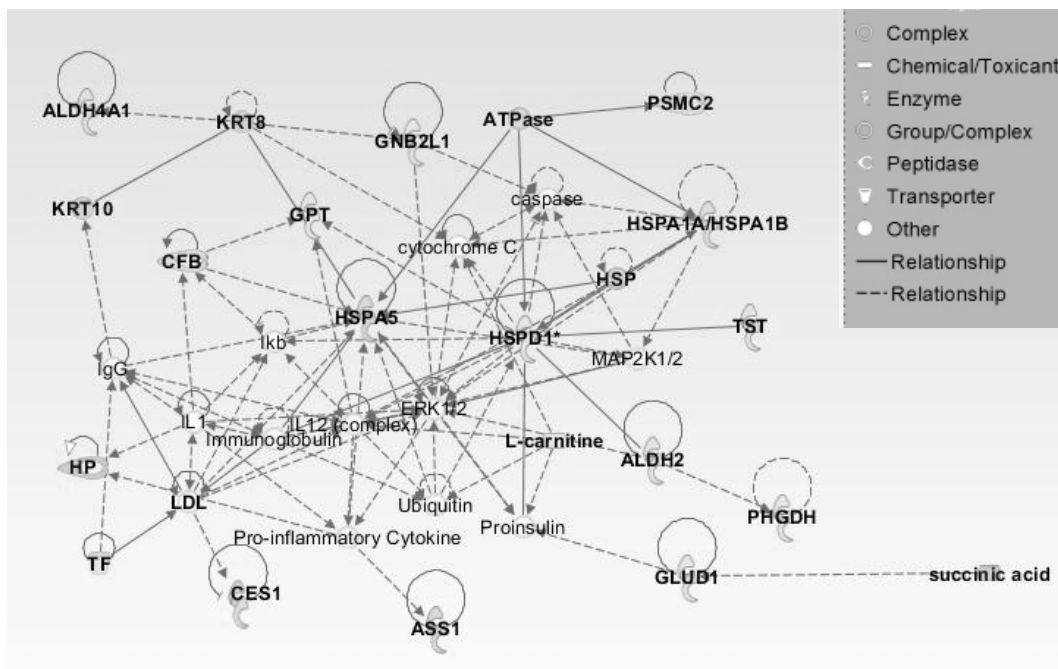 Complex
Chemical/Toxicant
Enzyme
Group/Complex
Peptidase
Transporter
Other
Relationship
Relationship
ALDH4A1
KRT8
GNB2L1
ATPase
PSMC2
KRT10
GPT
caspase
HSPA1A/HSPA1B
CFB
cytochrome C
HSP
HSPA5
HSPD1*
TST
Ikb
MAP2K1/2
IgG
IL1
Immunoglobulin
IL12 (complex)
ERK1/2
L-carnitine
ALDH2
HP
LDL
Ubiquitin
Proinsulin
PHGDH
Pro-inflammatory Cytokine
TF
CES1
GLUD1
succinic acid
ASS1